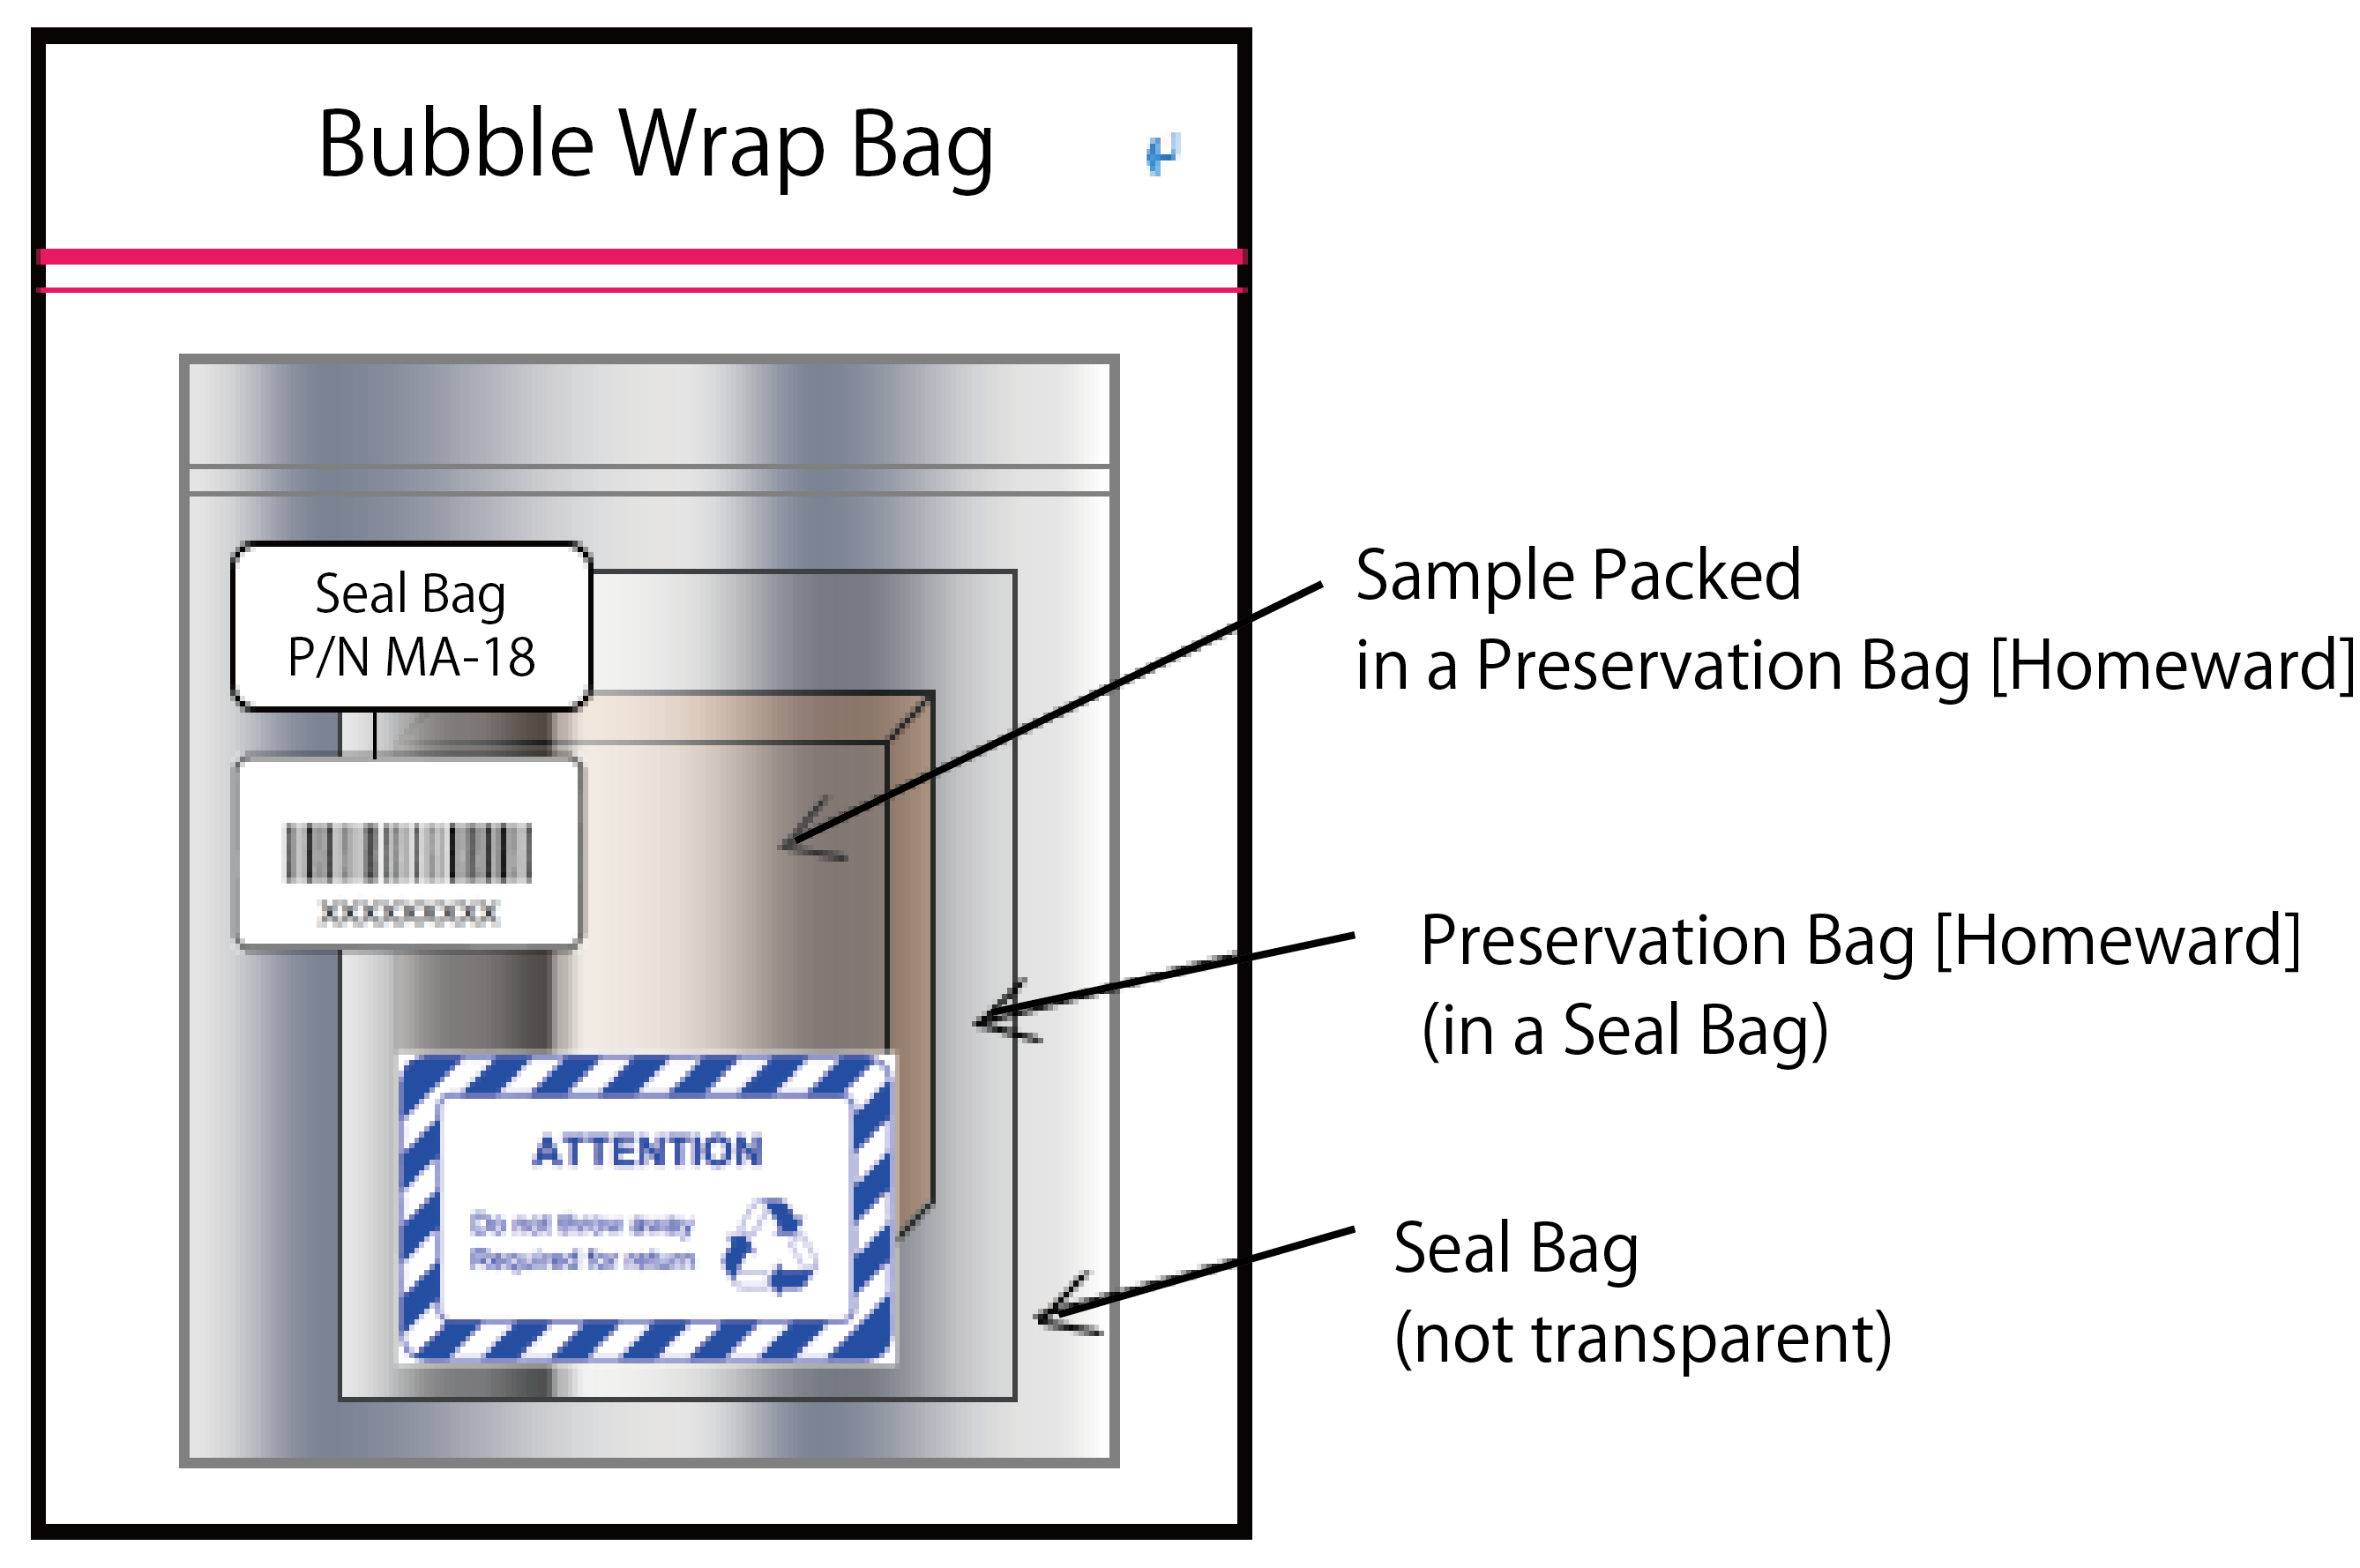 Bubble Wrap Bag
Seal Bag
P/N MA-18
XXXXXXXXX
ATTENTION
Do not throw away
Required for return
Sample Packed
in a Preservation Bag [Homeward]
Preservation Bag [Homeward]
(in a Seal Bag)
Seal Bag
(not transparent)